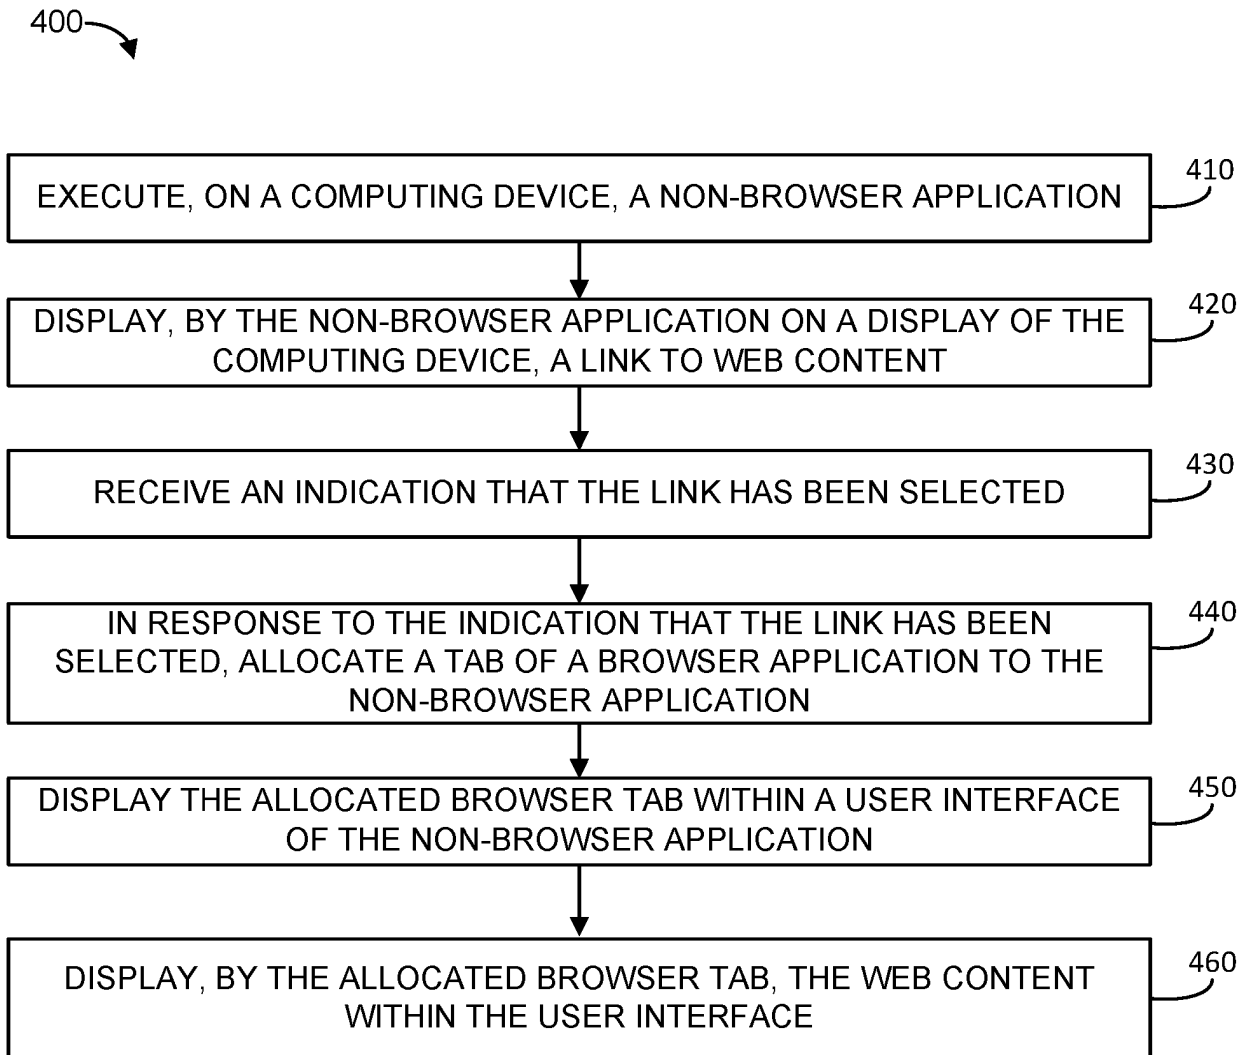 400
410
EXECUTE, ON A COMPUTING DEVICE, A NON-BROWSER APPLICATION
420
DISPLAY, BY THE NON-BROWSER APPLICATION ON A DISPLAY OF THE
COMPUTING DEVICE, A LINK TO WEB CONTENT
430
RECEIVE AN INDICATION THAT THE LINK HAS BEEN SELECTED
440
IN RESPONSE TO THE INDICATION THAT THE LINK HAS BEEN
SELECTED, ALLOCATE A TAB OF A BROWSER APPLICATION TO THE
NON-BROWSER APPLICATION
450
DISPLAY THE ALLOCATED BROWSER TAB WITHIN A USER INTERFACE
OF THE NON-BROWSER APPLICATION
460
DISPLAY, BY THE ALLOCATED BROWSER TAB, THE WEB CONTENT
WITHIN THE USER INTERFACE